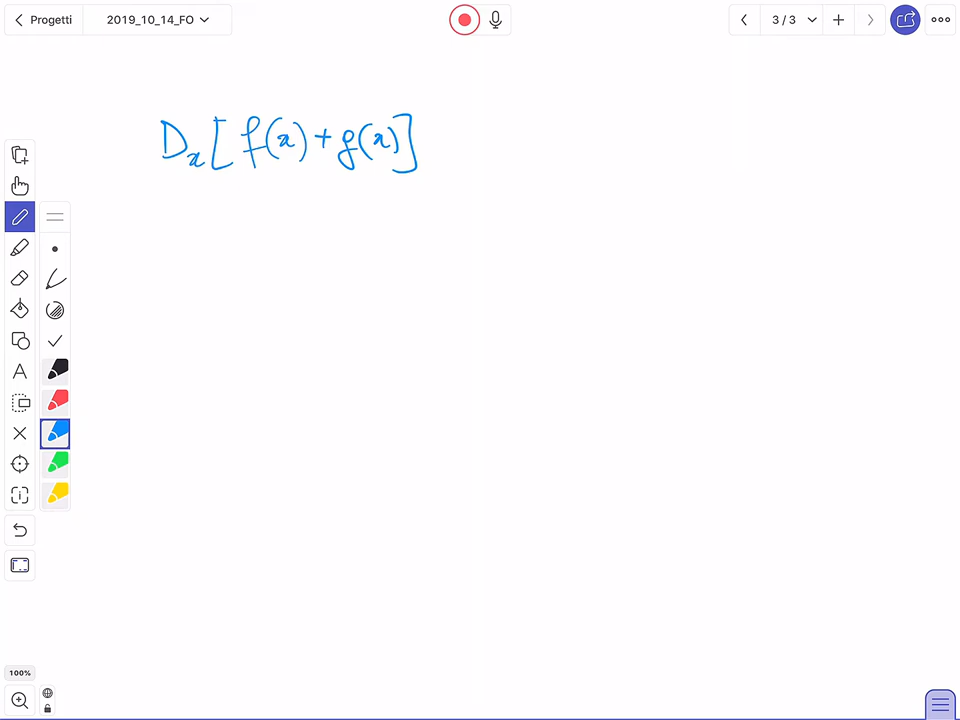 Progetti 2019_10_14_FO 3 / 3
Dx[f(x)+g(x)]
A
100%